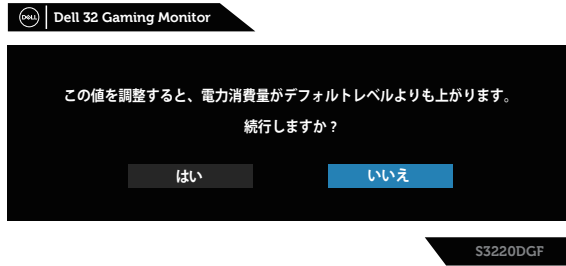 DELL
Dell 32 Gaming Monitor
この値を調整すると、電力消費量がデフォルトレベルよりも上がります。
続行しますか？
はい
いいえ
S3220DGF